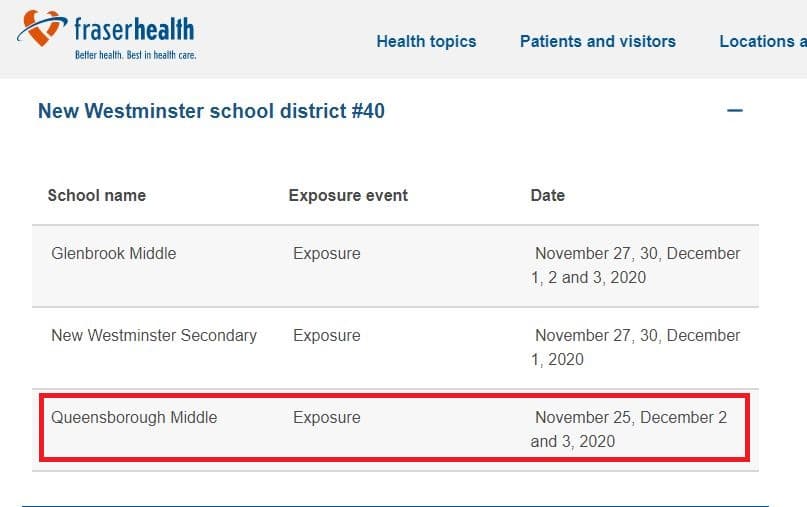 fraserhealth
Better health. Best in health care.
Health topics Patients and visitors Locations a
New Westminster school district #40
School name Exposure event Date
Glenbrook Middle Exposure November 27, 30, December
1, 2 and 3, 2020
New Westminster Secondary Exposure November 27, 30, December
1, 2020
Queensborough Middle Exposure November 25, December 2
and 3, 2020